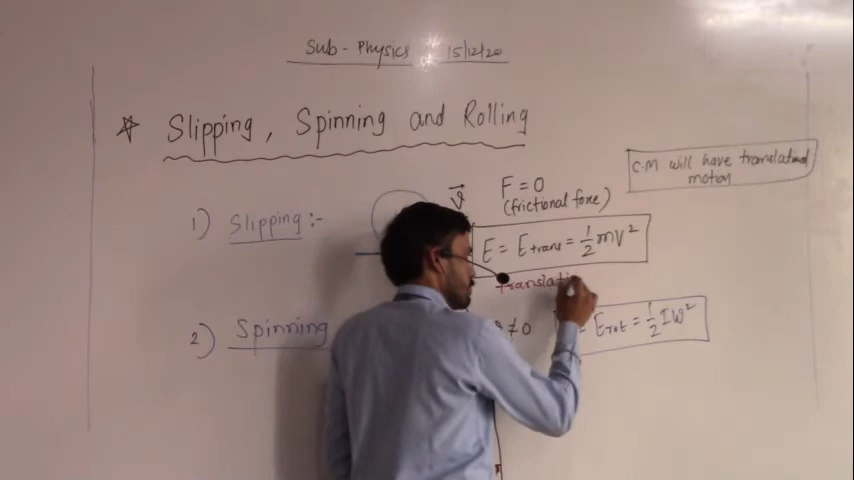 Sub - Physics 15/12/20
☆ Slipping, Spinning and Rolling
C.M will have translational motion
1) Slipping :- v⃗ F = 0
(frictional force)
E = Etrans = 1/2 mv²
translati
2) Spinning ≠ 0 = Erot = 1/2 Iω²